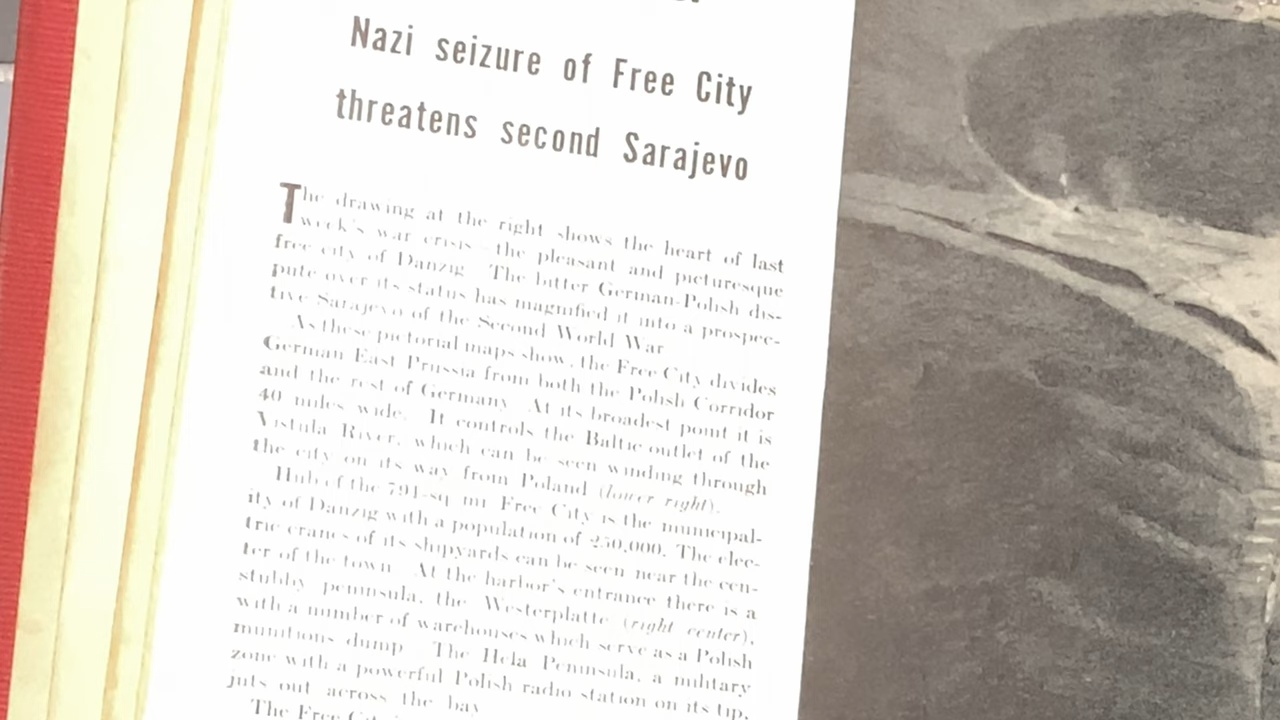 Nazi seizure of Free City
threatens second Sarajevo
The drawing at the right shows the heart of last
week's war crisis—the pleasant and picturesque
free city of Danzig. The bitter German-Polish dis-
pute over its status has magnified it into a prospec-
tive Sarajevo of the Second World War.
As these pictorial maps show, the Free City divides
German East Prussia from both the Polish Corridor
and the rest of Germany. At its broadest point it is
40 miles wide. It controls the Baltic outlet of the
Vistula River, which can be seen winding through
the city on its way from Poland (lower right).
Hub of the 791-sq. mi. Free City is the municipal-
ity of Danzig with a population of 250,000. The elec-
tric cranes of its shipyards can be seen near the cen-
ter of the town. At the harbor's entrance there is a
stubby peninsula, the Westerplatte (right center),
with a number of warehouses which serve as a Polish
munitions dump. The Hela Peninsula, a military
zone with a powerful Polish radio station on its tip,
juts out across the bay.
The Free City